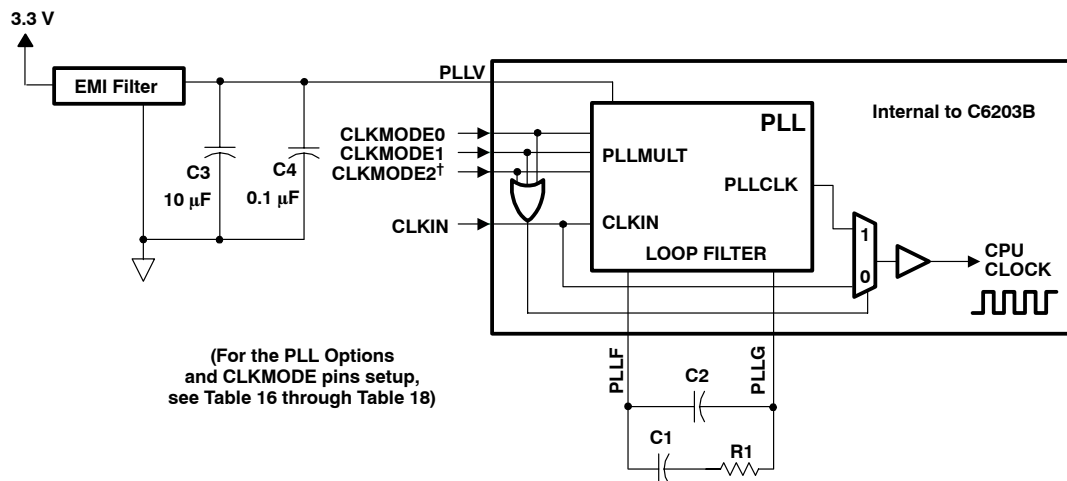 3.3 V
EMI Filter
PLLV
C3
10 μF
C4
0.1 μF
CLKMODE0
CLKMODE1
CLKMODE2†
CLKIN
PLL
PLLMULT
PLLCLK
CLKIN
LOOP FILTER
Internal to C6203B
1
0
CPU
CLOCK
(For the PLL Options
and CLKMODE pins setup,
see Table 16 through Table 18)
PLLF
PLLG
C2
C1
R1